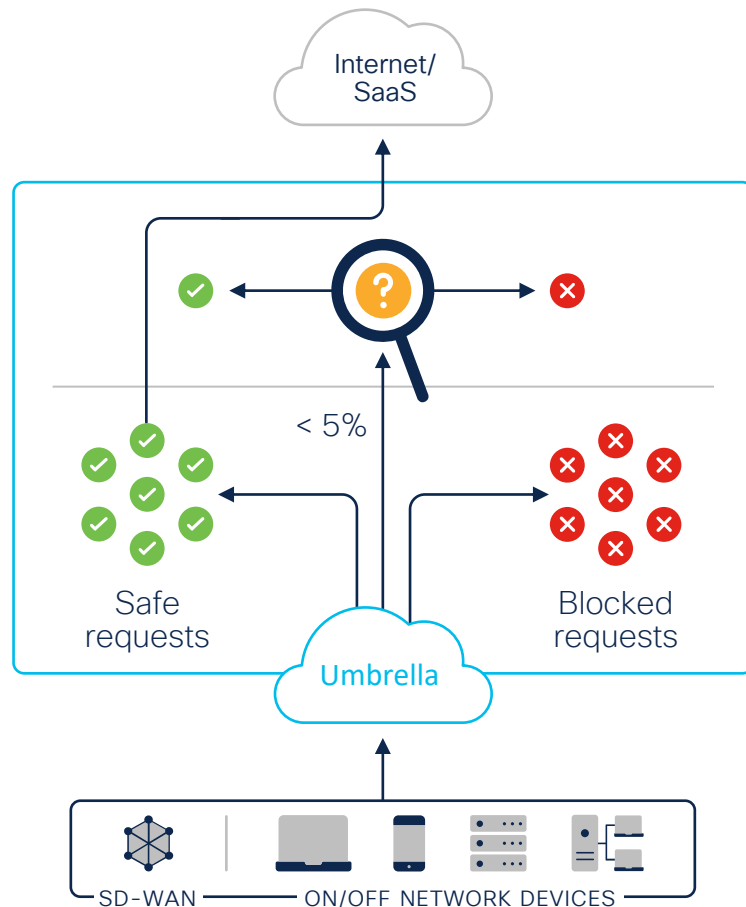 Internet/
SaaS
?
< 5%
Safe
requests
Blocked
requests
Umbrella
SD-WAN
ON/OFF NETWORK DEVICES